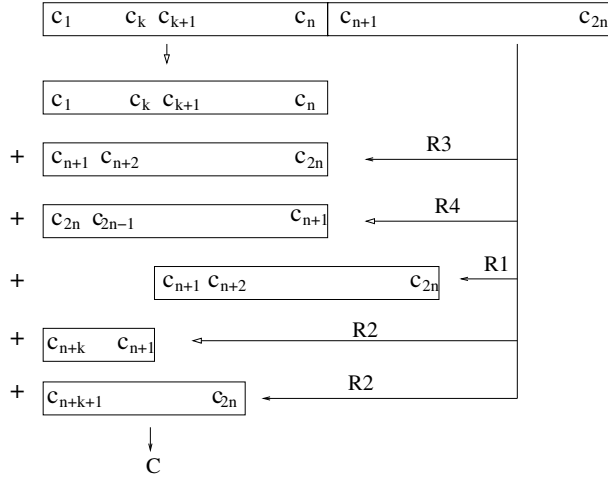 c₁ cₖ cₖ₊₁ cₙ cₙ₊₁ c₂ₙ
c₁ cₖ cₖ₊₁ cₙ
+ cₙ₊₁ cₙ₊₂ c₂ₙ R3
+ c₂ₙ c₂ₙ₋₁ cₙ₊₁ R4
+ cₙ₊₁ cₙ₊₂ c₂ₙ R1
+ cₙ₊ₖ cₙ₊₁ R2
+ cₙ₊ₖ₊₁ c₂ₙ R2
C